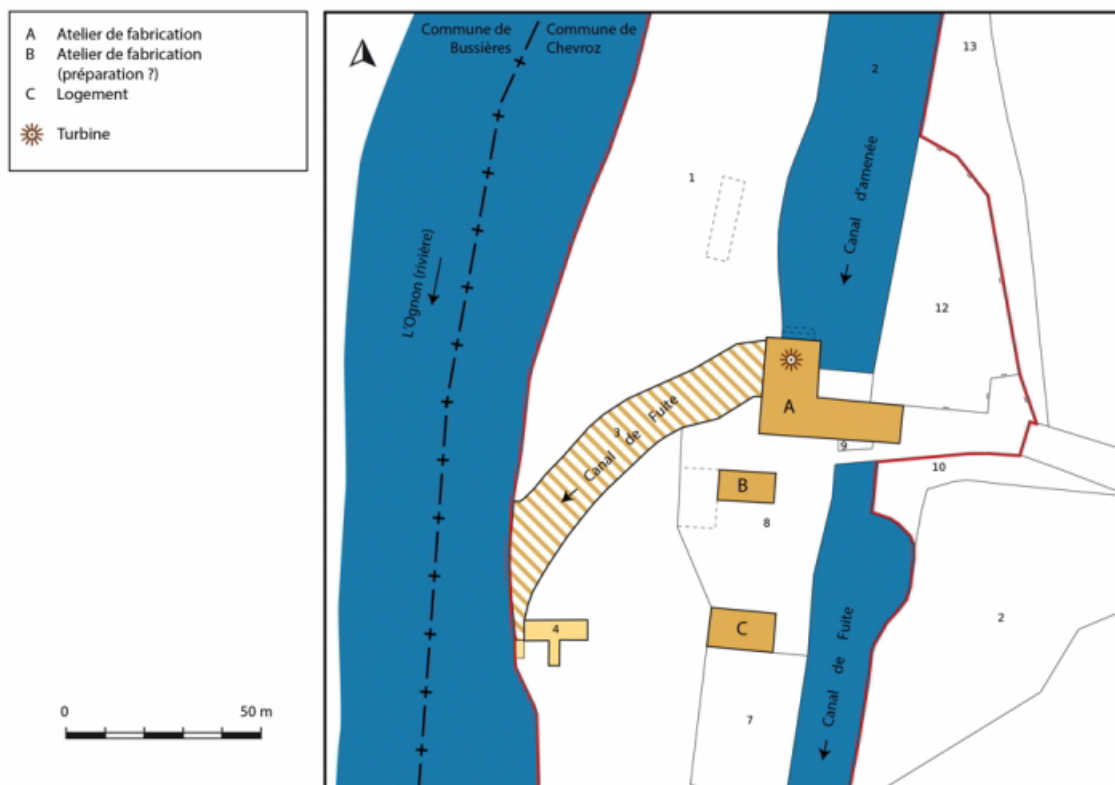 A Atelier de fabrication
B Atelier de fabrication
(préparation ?)
C Logement
Turbine
0 50 m
Commune de
Bussières
Commune de
Chevroz
L'Ognon (rivière)
2
13
1
Canal d'amenée
12
3
Canal de Fuite
A
9
10
B
8
4
C
2
7
Canal de Fuite